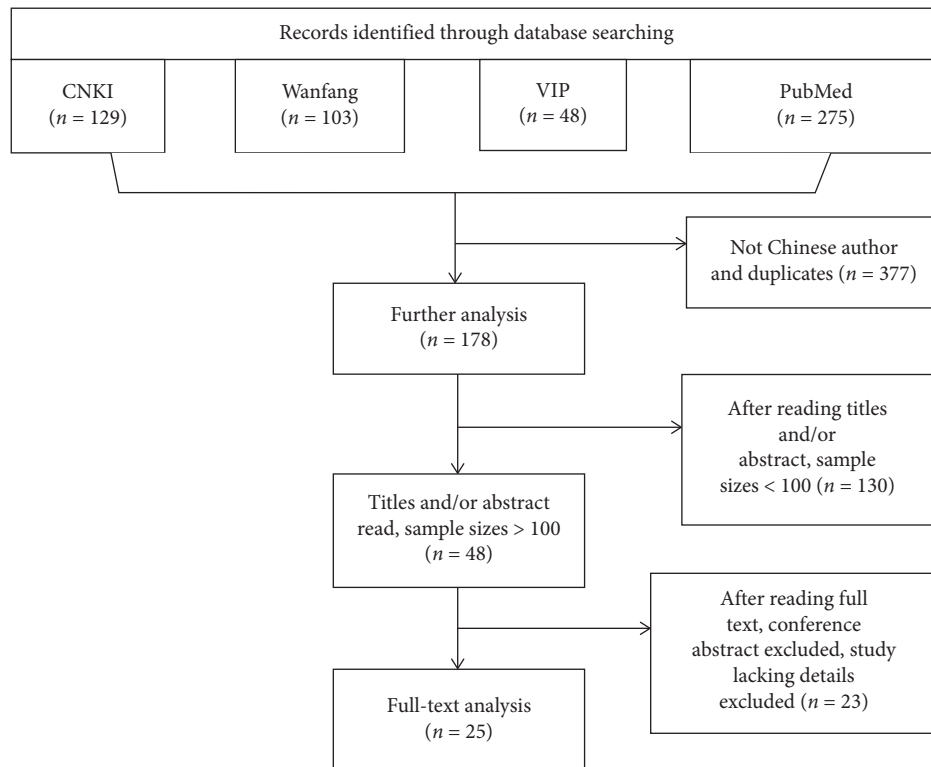 Records identified through database searching
CNKI
(n = 129)
Wanfang
(n = 103)
VIP
(n = 48)
PubMed
(n = 275)
Not Chinese author
and duplicates (n = 377)
Further analysis
(n = 178)
After reading titles
and/or
abstract, sample
sizes < 100 (n = 130)
Titles and/or abstract
read, sample sizes > 100
(n = 48)
After reading full
text, conference
abstract excluded, study
lacking details
excluded (n = 23)
Full-text analysis
(n = 25)